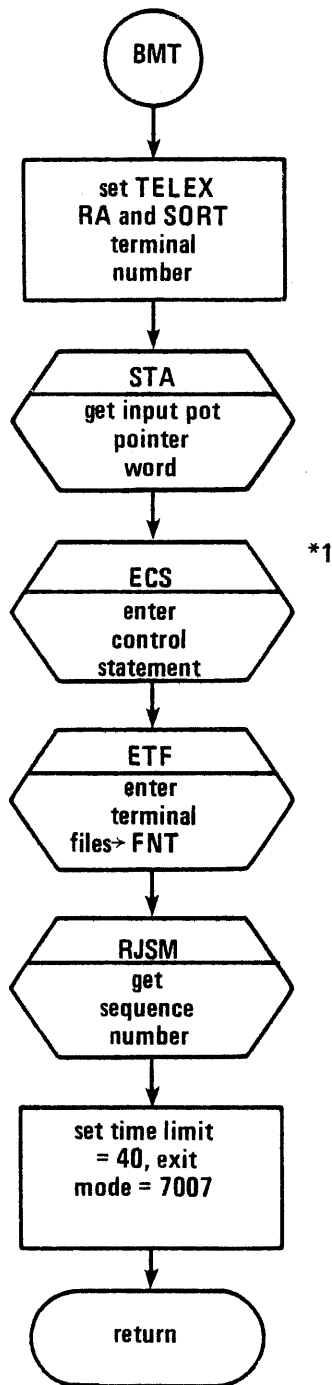 BMT
set TELEX
RA and SORT
terminal
number
STA
get input pot
pointer
word
*1
ECS
enter
control
statement
ETF
enter
terminal
files→ FNT
RJSM
get
sequence
number
set time limit
= 40, exit
mode = 7007
return